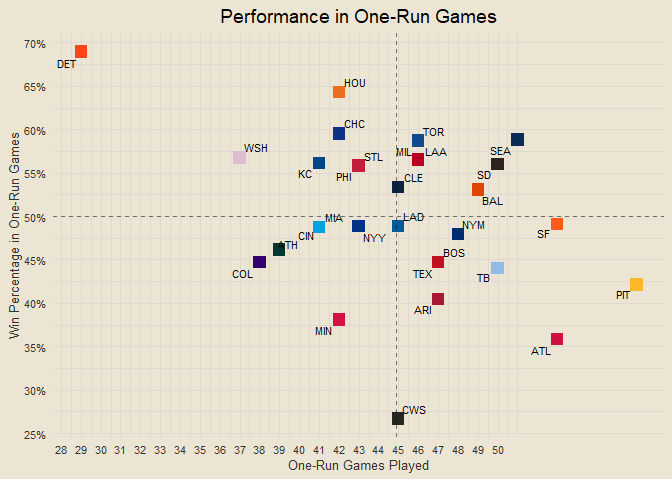 Performance in One-Run Games
Win Percentage in One-Run Games
70%
65%
60%
55%
50%
45%
40%
35%
30%
25%
DET
HOU
CHC
TOR
WSH
STL
MIL
LAA
SEA
KC
PHI
CLE
SD
BAL
MIA
LAD
NYM
CIN
NYY
SF
ATH
BOS
COL
TEX
TB
PIT
ARI
MIN
ATL
CWS
28 29 30 31 32 33 34 35 36 37 38 39 40 41 42 43 44 45 46 47 48 49 50
One-Run Games Played